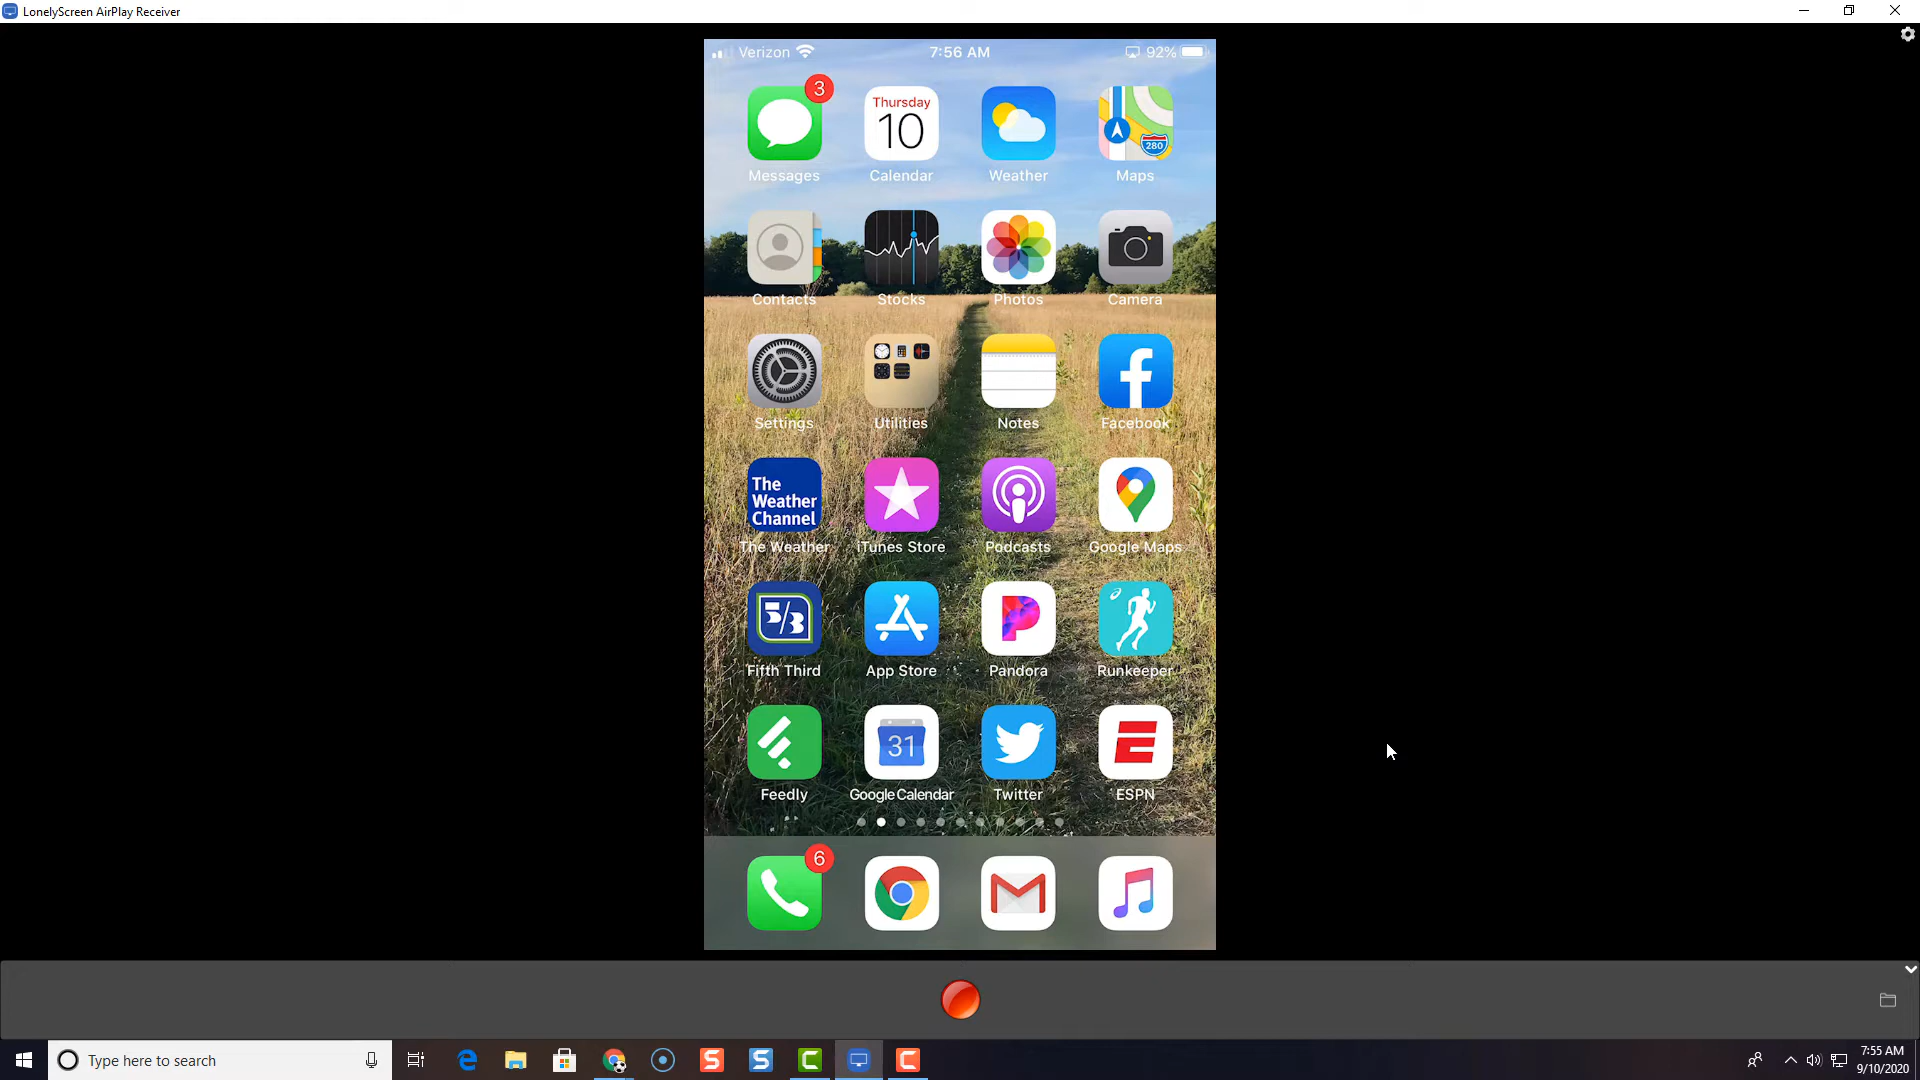 LonelyScreen AirPlay Receiver
Verizon
7:56 AM
92%
3
Thursday
10
280
Messages
Calendar
Weather
Maps
Contacts
Stocks
Photos
Camera
Settings
Utilities
Notes
Facebook
The
Weather
Channel
The Weather
iTunes Store
Podcasts
Google Maps
5/3
Fifth Third
App Store
Pandora
Runkeeper
31
Feedly
Google Calendar
Twitter
ESPN
6
Type here to search
7:55 AM
9/10/2020